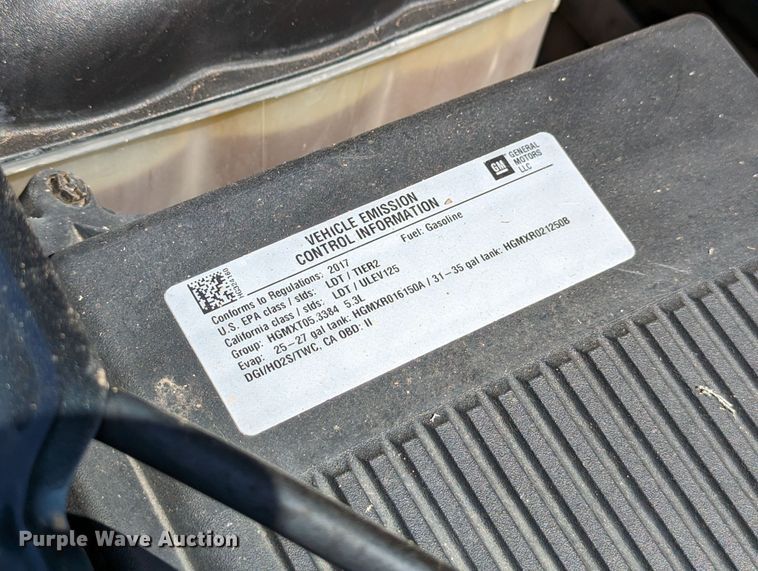 GM
GENERAL
MOTORS
LLC
VEHICLE EMISSION
CONTROL INFORMATION
Conforms to Regulations: 2017 Fuel: Gasoline
U.S. EPA class / stds: LDT / TIER2
California class / stds: LDT / ULEV125
Group: HGMXT05.3384 5.3L
Evap: 25-27 gal tank: HGMXR016150A / 31-35 gal tank: HGMXR0212508
DGI/HO2S/TWC, CA OBD: II
Purple Wave Auction